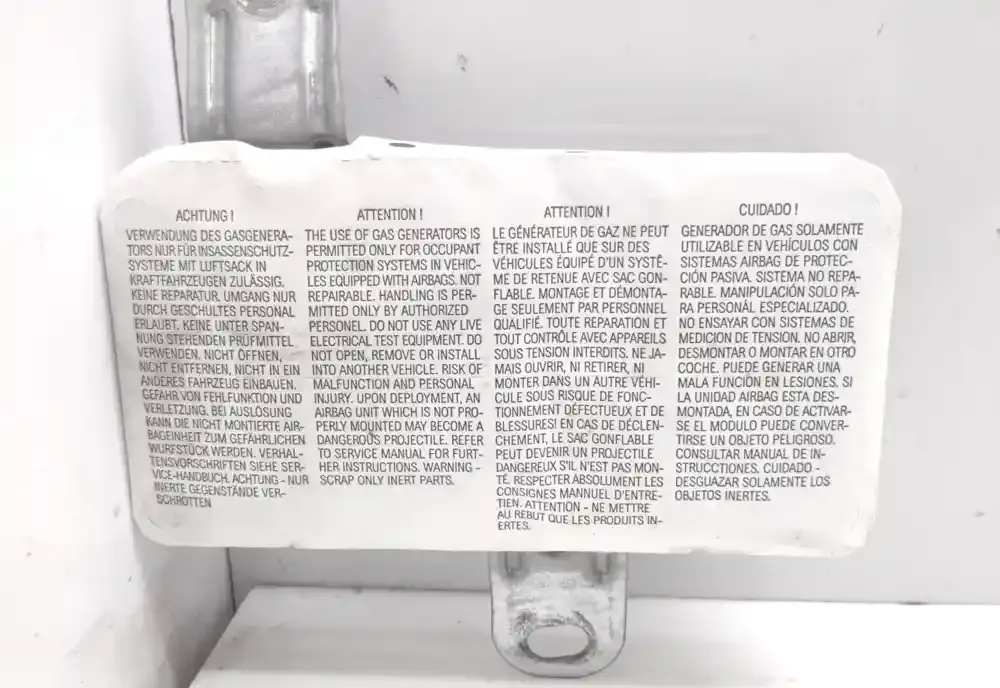 ACHTUNG !
VERWENDUNG DES GASGENERA-
TORS NUR FÜR INSASSENSCHUTZ-
SYSTEME MIT LUFTSACK IN
KRAFTFAHRZEUGEN ZULÄSSIG.
KEINE REPARATUR. UMGANG NUR
DURCH GESCHULTES PERSONAL
ERLAUBT. KEINE UNTER SPAN-
NUNG STEHENDEN PRÜFMITTEL
VERWENDEN. NICHT ÖFFNEN,
NICHT ENTFERNEN, NICHT IN EIN
ANDERES FAHRZEUG EINBAUEN.
GEFAHR VON FEHLFUNKTION UND
VERLETZUNG. BEI AUSLÖSUNG
KANN DIE NICHT MONTIERTE AIR-
BAGEINHEIT ZUM GEFÄHRLICHEN
WURFSTÜCK WERDEN. VERHAL-
TENSVORSCHRIFTEN SIEHE SER-
VICE-HANDBUCH. ACHTUNG - NUR
INERTE GEGENSTÄNDE VER-
SCHROTTEN
ATTENTION !
THE USE OF GAS GENERATORS IS
PERMITTED ONLY FOR OCCUPANT
PROTECTION SYSTEMS IN VEHIC-
LES EQUIPPED WITH AIRBAGS. NOT
REPAIRABLE. HANDLING IS PER-
MITTED ONLY BY AUTHORIZED
PERSONEL. DO NOT USE ANY LIVE
ELECTRICAL TEST EQUIPMENT. DO
NOT OPEN, REMOVE OR INSTALL
INTO ANOTHER VEHICLE. RISK OF
MALFUNCTION AND PERSONAL
INJURY. UPON DEPLOYMENT, AN
AIRBAG UNIT WHICH IS NOT PRO-
PERLY MOUNTED MAY BECOME A
DANGEROUS PROJECTILE. REFER
TO SERVICE MANUAL FOR FURT-
HER INSTRUCTIONS. WARNING -
SCRAP ONLY INERT PARTS.
ATTENTION !
LE GÉNÉRATEUR DE GAZ NE PEUT
ÊTRE INSTALLÉ QUE SUR DES
VÉHICULES ÉQUIPÉ D'UN SYSTÈ-
ME DE RETENUE AVEC SAC GON-
FLABLE. MONTAGE ET DÉMONTA-
GE SEULEMENT PAR PERSONNEL
QUALIFIÉ. TOUTE REPARATION ET
TOUT CONTRÔLE AVEC APPAREILS
SOUS TENSION INTERDITS. NE JA-
MAIS OUVRIR, NI RETIRER, NI
MONTER DANS UN AUTRE VÉHI-
CULE SOUS RISQUE DE FONC-
TIONNEMENT DÉFECTUEUX ET DE
BLESSURES! EN CAS DE DÉCLEN-
CHEMENT, LE SAC GONFLABLE
PEUT DEVENIR UN PROJECTILE
DANGEREUX S'IL N'EST PAS MON-
TÉ. RESPECTER ABSOLUMENT LES
CONSIGNES MANNUEL D'ENTRE-
TIEN. ATTENTION - NE METTRE
AU REBUT QUE LES PRODUITS IN-
ERTES.
CUIDADO !
GENERADOR DE GAS SOLAMENTE
UTILIZABLE EN VEHÍCULOS CON
SISTEMAS AIRBAG DE PROTEC-
CIÓN PASIVA. SISTEMA NO REPA-
RABLE. MANIPULACIÓN SOLO PA-
RA PERSONÁL ESPECIALIZADO.
NO ENSAYAR CON SISTEMAS DE
MEDICION DE TENSION. NO ABRIR,
DESMONTAR O MONTAR EN OTRO
COCHE. PUEDE GENERAR UNA
MALA FUNCIÓN EN LESIONES. SI
LA UNIDAD AIRBAG ESTA DES-
MONTADA, EN CASO DE ACTIVAR-
SE EL MODULO PUEDE CONVER-
TIRSE UN OBJETO PELIGROSO.
CONSULTAR MANUAL DE IN-
STRUCCTIONES. CUIDADO -
DESGUAZAR SOLAMENTE LOS
OBJETOS INERTES.